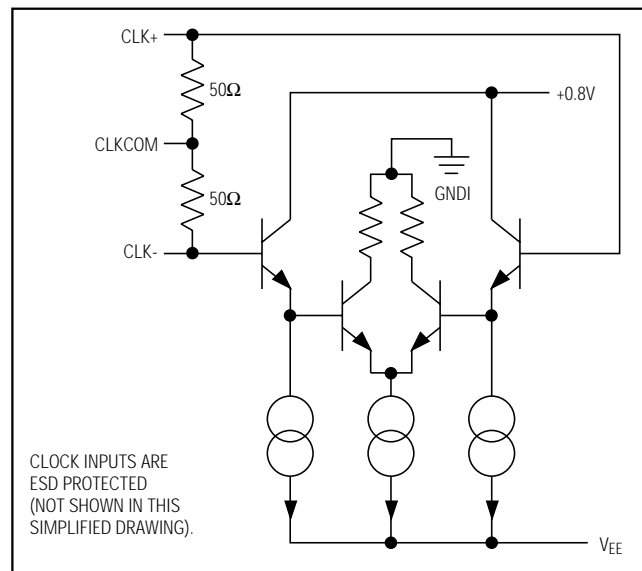 CLK+
50Ω
+0.8V
CLKCOM
GNDI
50Ω
CLK-
CLOCK INPUTS ARE
ESD PROTECTED
(NOT SHOWN IN THIS
SIMPLIFIED DRAWING).
VEE